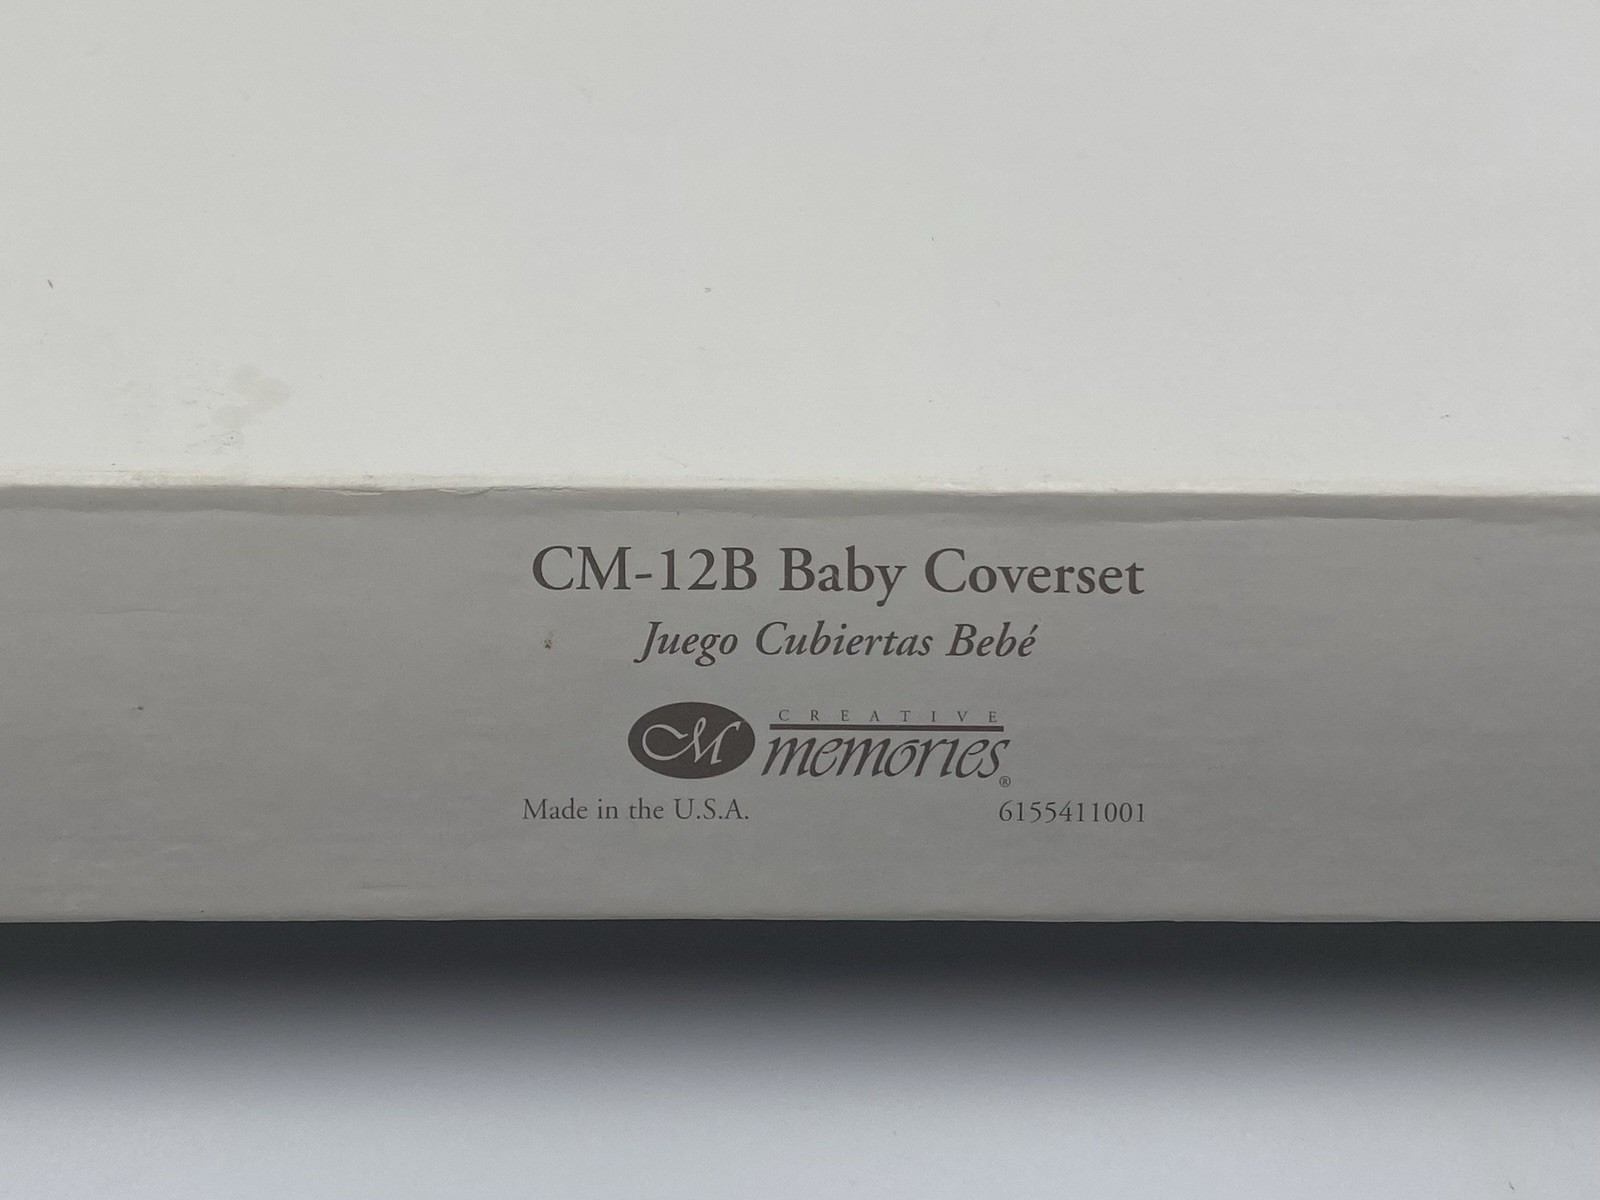 CM-12B Baby Coverset
Juego Cubiertas Bebé
CM CREATIVE
memories®
Made in the U.S.A. 6155411001